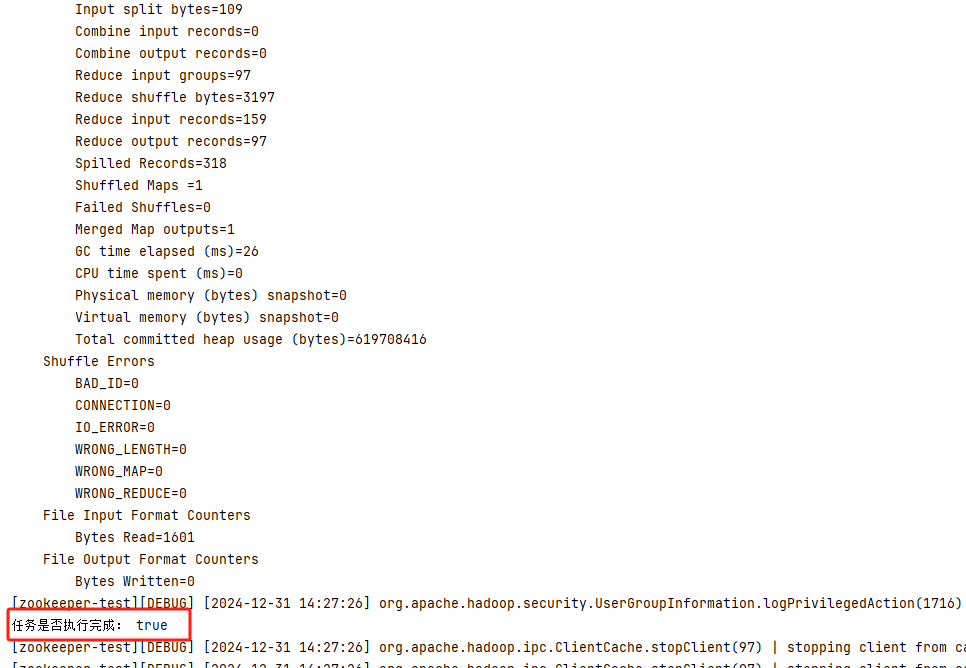 Input split bytes=109
Combine input records=0
Combine output records=0
Reduce input groups=97
Reduce shuffle bytes=3197
Reduce input records=159
Reduce output records=97
Spilled Records=318
Shuffled Maps =1
Failed Shuffles=0
Merged Map outputs=1
GC time elapsed (ms)=26
CPU time spent (ms)=0
Physical memory (bytes) snapshot=0
Virtual memory (bytes) snapshot=0
Total committed heap usage (bytes)=619708416
Shuffle Errors
BAD_ID=0
CONNECTION=0
IO_ERROR=0
WRONG_LENGTH=0
WRONG_MAP=0
WRONG_REDUCE=0
File Input Format Counters
Bytes Read=1601
File Output Format Counters
Bytes Written=0
[zookeeper-test][DEBUG] [2024-12-31 14:27:26] org.apache.hadoop.security.UserGroupInformation.logPrivilegedAction(1716)
任务是否执行完成: true
[zookeeper-test][DEBUG] [2024-12-31 14:27:26] org.apache.hadoop.ipc.ClientCache.stopClient(97) | stopping client from ca